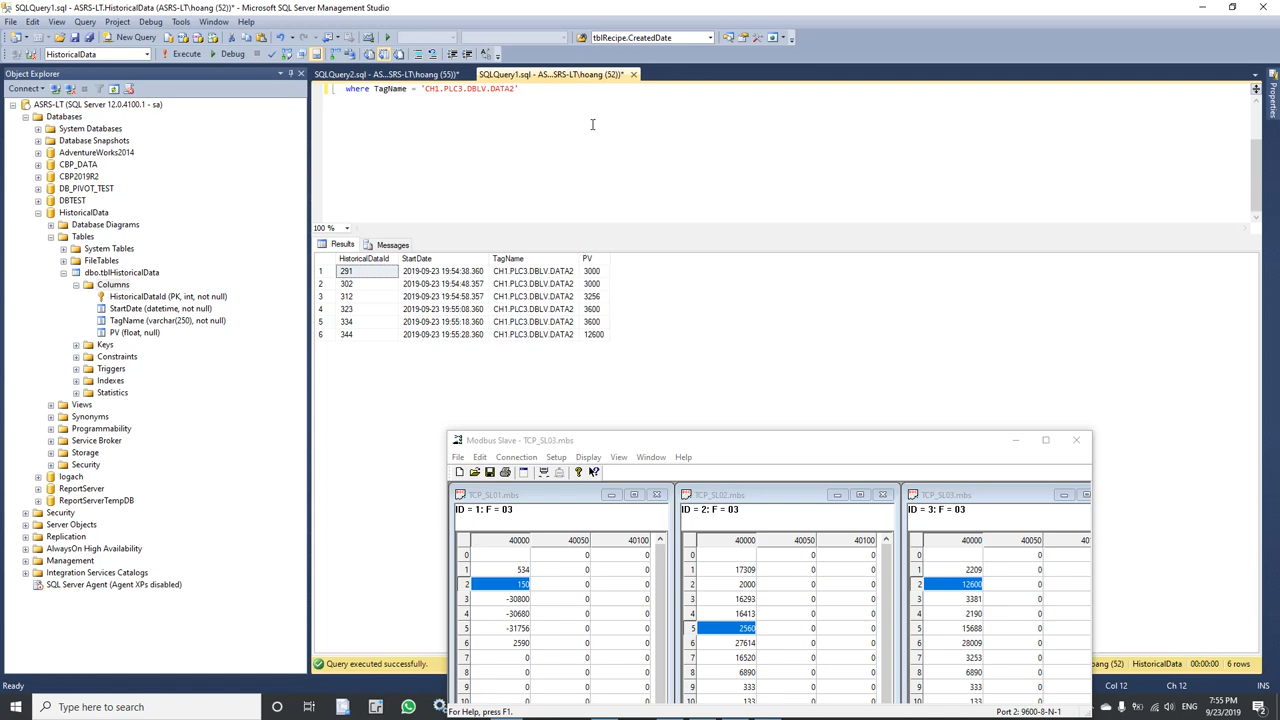 SQLQuery1.sql - ASRS-LT.HistoricalData (ASRS-LT\hoang (52))* - Microsoft SQL Server Management Studio
File Edit View Query Project Debug Tools Window Help
New Query tblRecipe.CreatedDate
HistoricalData Execute Debug
Object Explorer
SQLQuery2.sql - AS...SRS-LT\hoang (55))* SQLQuery1.sql - AS...SRS-LT\hoang (52))*
Connect
where TagName = 'CH1.PLC3.DBLV.DATA2'
Properties
ASRS-LT (SQL Server 12.0.4100.1 - sa)
Databases
System Databases
Database Snapshots
AdventureWorks2014
CBP_DATA
CBP2019R2
DB_PIVOT_TEST
DBTEST
HistoricalData
Database Diagrams
Tables
System Tables
FileTables
dbo.tblHistoricalData
Columns
HistoricalDataId (PK, int, not null)
StartDate (datetime, not null)
TagName (varchar(250), not null)
PV (float, null)
Keys
Constraints
Triggers
Indexes
Statistics
Views
Synonyms
Programmability
Service Broker
Storage
Security
logach
ReportServer
ReportServerTempDB
Security
Server Objects
Replication
AlwaysOn High Availability
Management
Integration Services Catalogs
SQL Server Agent (Agent XPs disabled)
100 %
Results Messages
HistoricalDataId StartDate TagName PV
1 291 2019-09-23 19:54:38.360 CH1.PLC3.DBLV.DATA2 3000
2 302 2019-09-23 19:54:48.357 CH1.PLC3.DBLV.DATA2 3000
3 312 2019-09-23 19:54:58.357 CH1.PLC3.DBLV.DATA2 3256
4 323 2019-09-23 19:55:08.360 CH1.PLC3.DBLV.DATA2 3600
5 334 2019-09-23 19:55:18.360 CH1.PLC3.DBLV.DATA2 3600
6 344 2019-09-23 19:55:28.360 CH1.PLC3.DBLV.DATA2 12600
Modbus Slave - TCP_SL03.mbs
File Edit Connection Setup Display View Window Help
TCP_SL01.mbs TCP_SL02.mbs TCP_SL03.mbs
ID = 1: F = 03 ID = 2: F = 03 ID = 3: F = 03
40000 40050 40100 40000 40050 40100 40000 40050
0 0 0 0 0 0 0 0
1 534 0 0 1 17309 0 0 1 2209 0
2 150 0 0 2 2000 0 0 2 12600 0
3 -30800 0 0 3 16293 0 0 3 3381 0
4 -30680 0 0 4 16413 0 0 4 2190 0
5 -31756 0 0 5 2560 0 0 5 15688 0
6 2590 0 0 6 27614 0 0 6 28009 0
7 0 0 0 7 16520 0 0 7 3253 0
8 0 0 0 8 6890 0 0 8 6890 0
9 0 0 0 9 333 0 0 9 333 0
For Help, press F1. Port 2: 9600-8-N-1
Query executed successfully. (52) HistoricalData 00:00:00 6 rows
Ready Col 12 Ch 12 INS
Type here to search
7:55 PM
9/23/2019